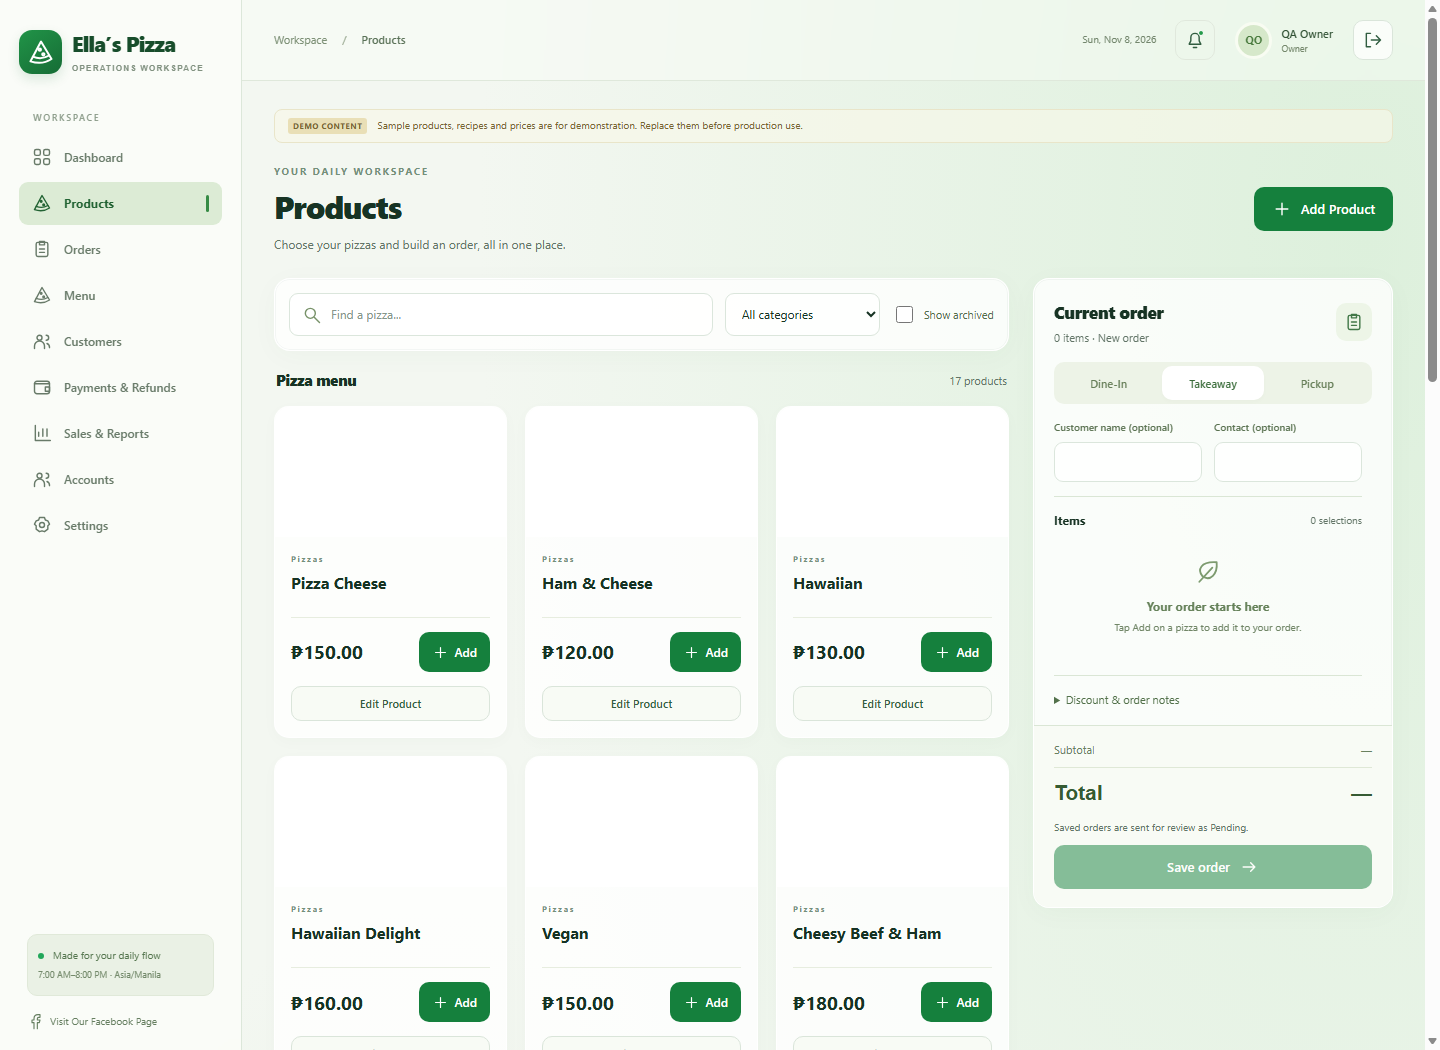 Ella's Pizza
OPERATIONS WORKSPACE
WORKSPACE
Dashboard
Products
Orders
Menu
Customers
Payments & Refunds
Sales & Reports
Accounts
Settings
Made for your daily flow
7:00 AM–8:00 PM · Asia/Manila
Visit Our Facebook Page
Workspace / Products
Sun, Nov 8, 2026
QO
QA Owner
Owner
DEMO CONTENT Sample products, recipes and prices are for demonstration. Replace them before production use.
YOUR DAILY WORKSPACE
Products
Choose your pizzas and build an order, all in one place.
+ Add Product
Find a pizza...
All categories
Show archived
Pizza menu
17 products
Pizzas
Pizza Cheese
₱150.00
+ Add
Edit Product
Pizzas
Ham & Cheese
₱120.00
+ Add
Edit Product
Pizzas
Hawaiian
₱130.00
+ Add
Edit Product
Pizzas
Hawaiian Delight
₱160.00
+ Add
Pizzas
Vegan
₱150.00
+ Add
Pizzas
Cheesy Beef & Ham
₱180.00
+ Add
Current order
0 items · New order
Dine-In
Takeaway
Pickup
Customer name (optional)
Contact (optional)
Items
0 selections
Your order starts here
Tap Add on a pizza to add it to your order.
Discount & order notes
Subtotal —
Total —
Saved orders are sent for review as Pending.
Save order →